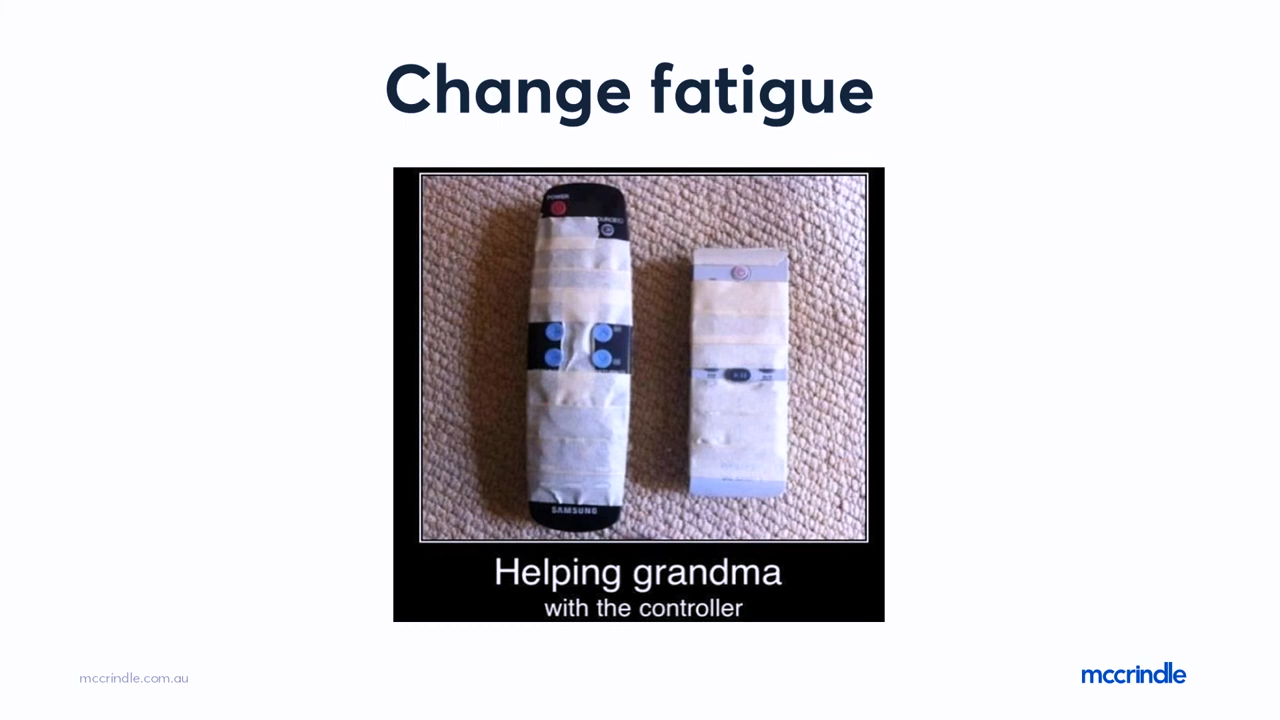 Change fatigue
POWER
SAMSUNG
Helping grandma
with the controller
mccrindle.com.au
mccrindle